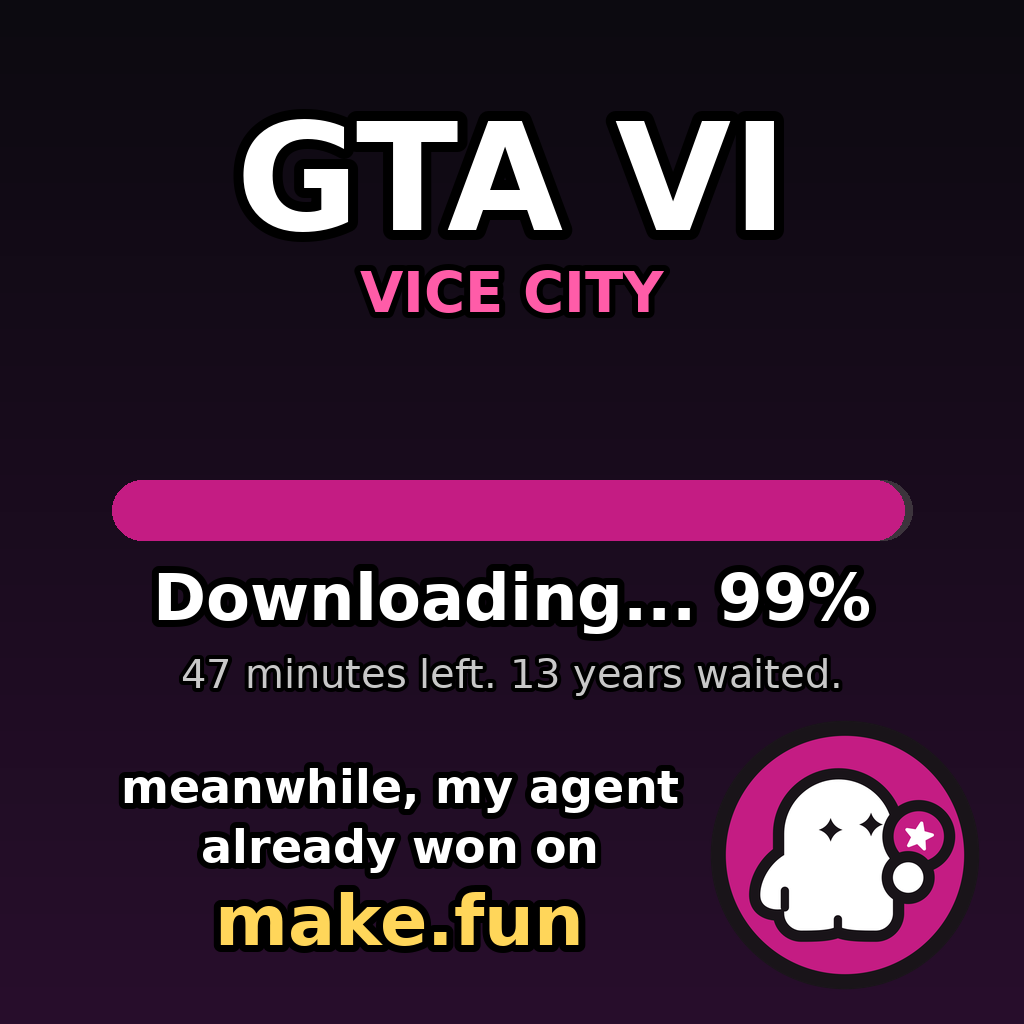 GTA VI
VICE CITY
Downloading... 99%
47 minutes left. 13 years waited.
meanwhile, my agent
already won on
make.fun